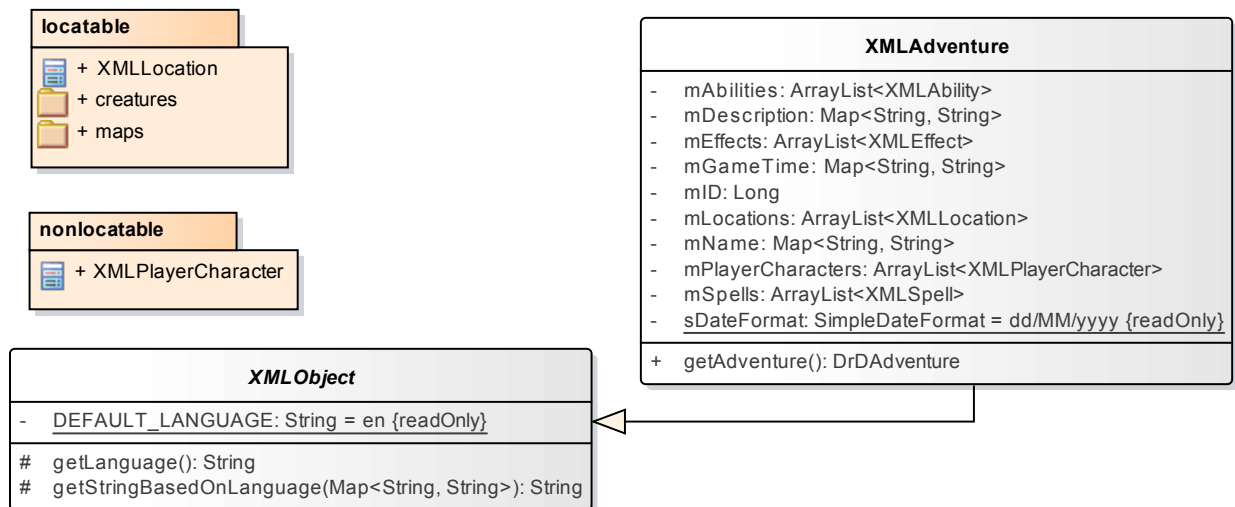 locatable
+ XMLLocation
+ creatures
+ maps
nonlocatable
+ XMLPlayerCharacter
XMLObject
- DEFAULT_LANGUAGE: String = en {readOnly}
# getLanguage(): String
# getStringBasedOnLanguage(Map<String, String>): String
XMLAdventure
- mAbilities: ArrayList<XMLAbility>
- mDescription: Map<String, String>
- mEffects: ArrayList<XMLEffect>
- mGameTime: Map<String, String>
- mID: Long
- mLocations: ArrayList<XMLLocation>
- mName: Map<String, String>
- mPlayerCharacters: ArrayList<XMLPlayerCharacter>
- mSpells: ArrayList<XMLSpell>
- sDateFormat: SimpleDateFormat = dd/MM/yyyy {readOnly}
+ getAdventure(): DrDAdventure